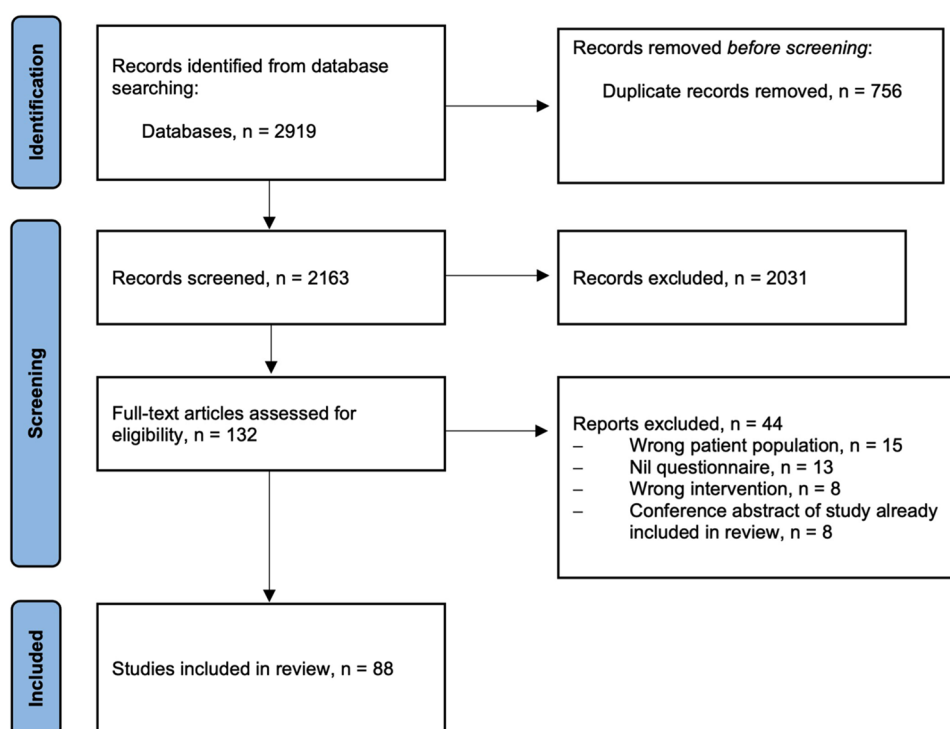 Identification
Records identified from database
searching:
Databases, n = 2919
Records removed before screening:
Duplicate records removed, n = 756
Screening
Records screened, n = 2163
Records excluded, n = 2031
Full-text articles assessed for
eligibility, n = 132
Reports excluded, n = 44
– Wrong patient population, n = 15
– Nil questionnaire, n = 13
– Wrong intervention, n = 8
– Conference abstract of study already
included in review, n = 8
Included
Studies included in review, n = 88